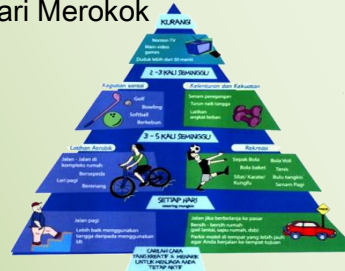 ari Merokok
KURANGI
Nonton TV
Main video games
Duduk lebih dari 30 menit
2 - 3 KALI SEMINGGU
Kegiatan santai
Golf
Bowling
Softball
Berkebun
Kelenturan dan Kekuatan
Senam peregangan
Turun naik tangga
Latihan angkat beban
3 - 5 KALI SEMINGGU
Latihan Aerobik
Jalan - Jalan di kompleks rumah
Bersepeda
Lari pagi
Berenang
Rekreasi
Sepak Bola
Bola basket
Silat/ Karate/ Kungfu
Bola Voli
Tenis
Bulu tangkis
Senam Pagi
SETIAP HARI
Jalan pagi
Lebih baik menggunakan tangga daripada menggunakan lift
Jalan jika berbelanja ke pasar
Bersih - bersih rumah
Parkir mobil di tempat yang lebih jauh agar Anda berjalan ke tempat tujuan
CARILAH CARA
YANG KREATIF & MENARIK
UNTUK MENJAGA ANDA
TETAP AKTIF